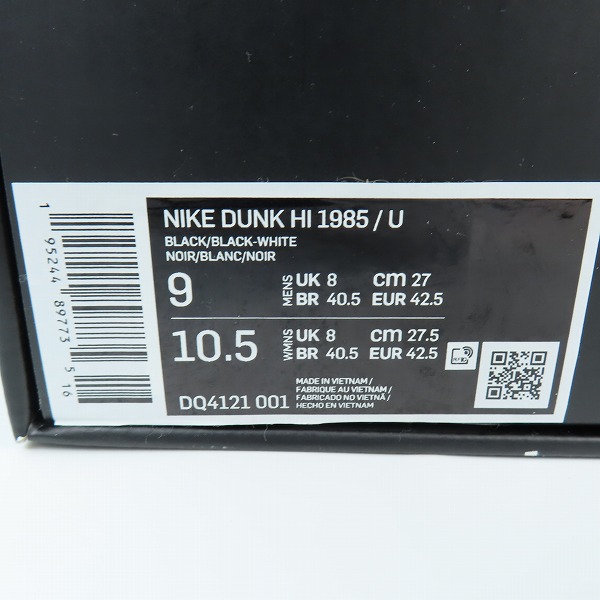 1 95244 89773 5 16
NIKE DUNK HI 1985 / U
BLACK/BLACK-WHITE
NOIR/BLANC/NOIR
9 MENS UK 8 cm 27
BR 40.5 EUR 42.5
10.5 WMNS UK 8 cm 27.5
BR 40.5 EUR 42.5
DQ4121 001
MADE IN VIETNAM /
FABRIQUE AU VIETNAM /
FABRICADO NO VIETNÃ /
HECHO EN VIETNAM